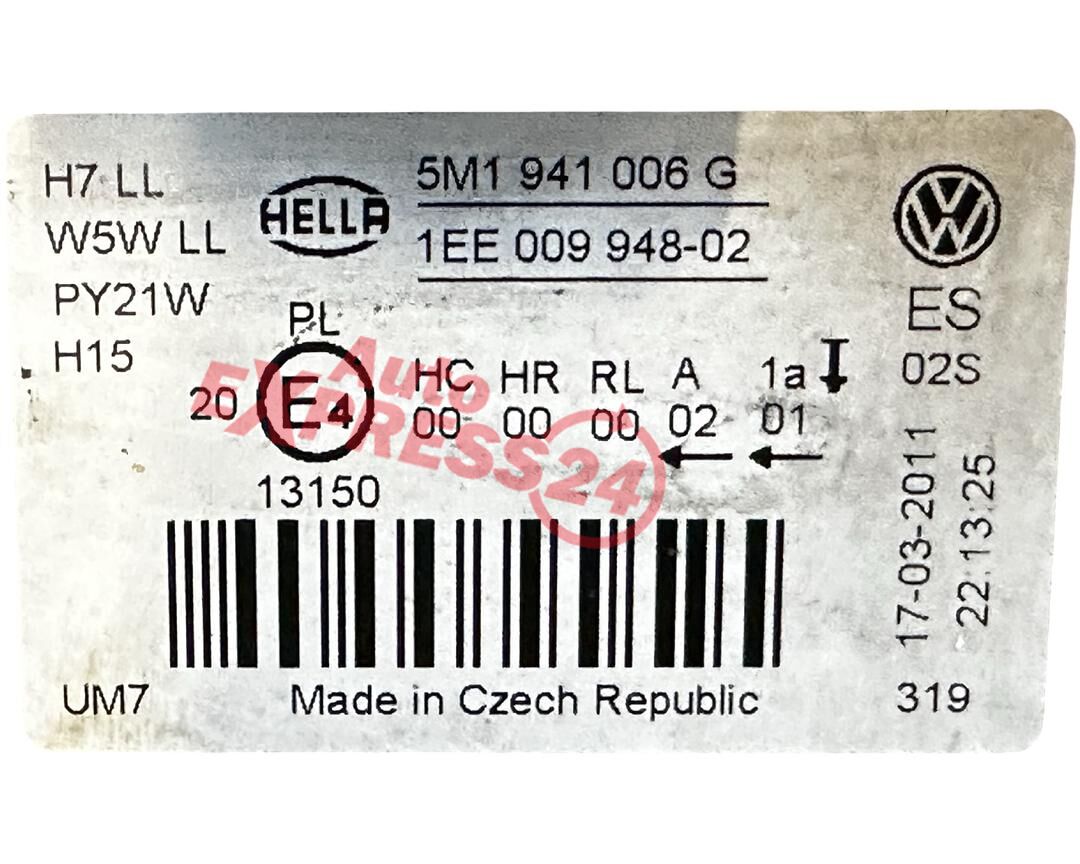 H7 LL
W5W LL
PY21W
H15
HELLA
5M1 941 006 G
1EE 009 948-02
VW
ES
02S
PL
20 E4
13150
HC HR RL A 1a
00 00 00 02 01
Auto
EXPRESS24
17-03-2011
22:13:25
UM7
Made in Czech Republic
319